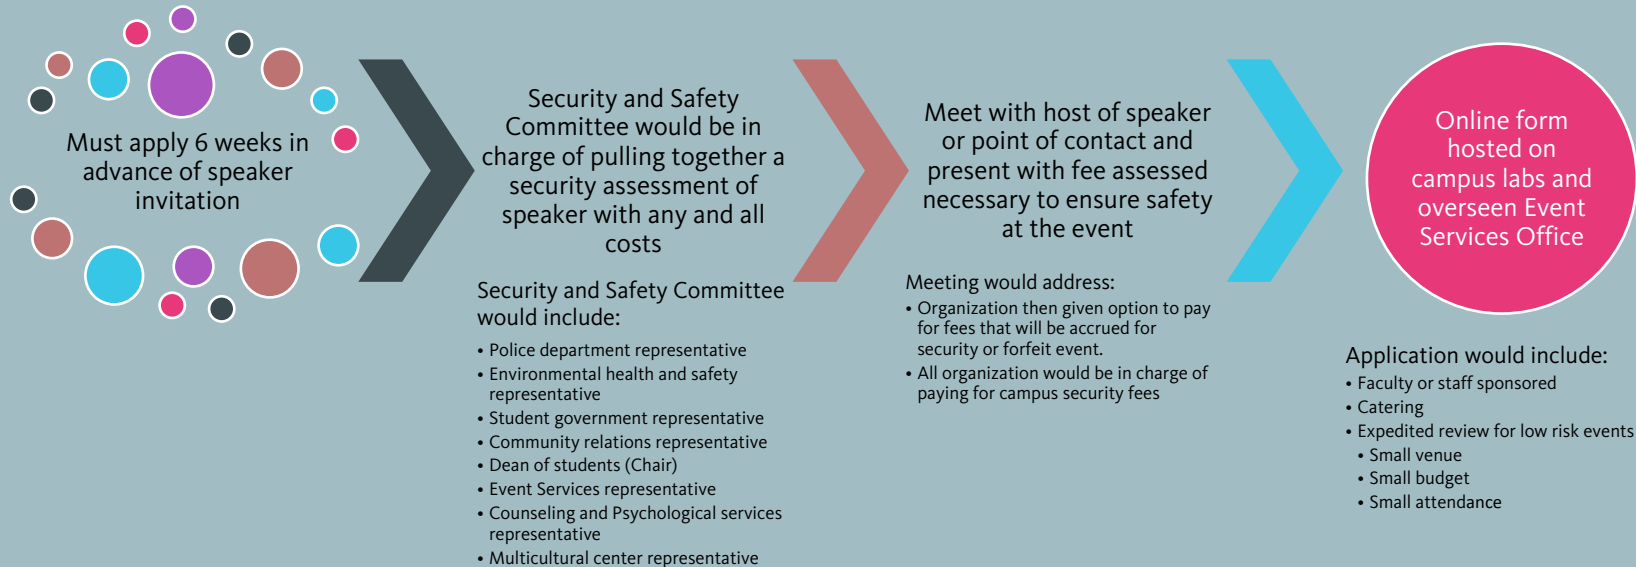 Must apply 6 weeks in
advance of speaker
invitation
Security and Safety
Committee would be in
charge of pulling together a
security assessment of
speaker with any and all
costs
Security and Safety Committee
would include:
• Police department representative
• Environmental health and safety
representative
• Student government representative
• Community relations representative
• Dean of students (Chair)
• Event Services representative
• Counseling and Psychological services
representative
• Multicultural center representative
Meet with host of speaker
or point of contact and
present with fee assessed
necessary to ensure safety
at the event
Meeting would address:
• Organization then given option to pay
for fees that will be accrued for
security or forfeit event.
• All organization would be in charge of
paying for campus security fees
Online form
hosted on
campus labs and
overseen Event
Services Office
Application would include:
• Faculty or staff sponsored
• Catering
• Expedited review for low risk events
• Small venue
• Small budget
• Small attendance